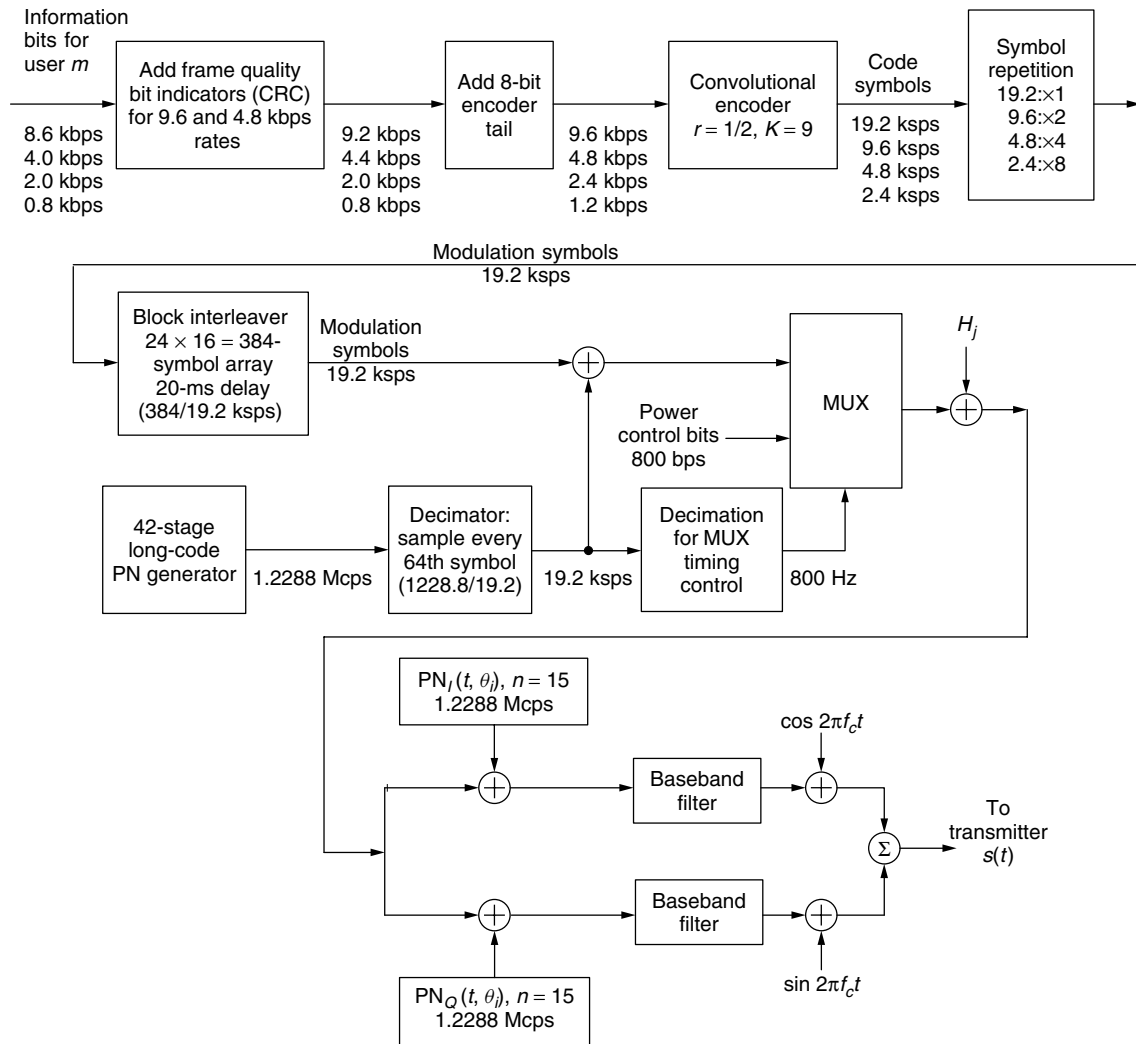 Information
bits for
user m
Add frame quality
bit indicators (CRC)
for 9.6 and 4.8 kbps
rates
Add 8-bit
encoder
tail
Convolutional
encoder
r = 1/2, K = 9
Code
symbols
Symbol
repetition
19.2:×1
9.6:×2
4.8:×4
2.4:×8
8.6 kbps
4.0 kbps
2.0 kbps
0.8 kbps
9.2 kbps
4.4 kbps
2.0 kbps
0.8 kbps
9.6 kbps
4.8 kbps
2.4 kbps
1.2 kbps
19.2 ksps
9.6 ksps
4.8 ksps
2.4 ksps
Modulation symbols
19.2 ksps
Block interleaver
24 × 16 = 384-
symbol array
20-ms delay
(384/19.2 ksps)
Modulation
symbols
19.2 ksps
+
Power
control bits
800 bps
MUX
H_j
+
42-stage
long-code
PN generator
1.2288 Mcps
Decimator:
sample every
64th symbol
(1228.8/19.2)
19.2 ksps
Decimation
for MUX
timing
control
800 Hz
PN_I(t, θ_i), n = 15
1.2288 Mcps
+
Baseband
filter
cos 2πf_ct
+
Σ
To
transmitter
s(t)
+
Baseband
filter
+
sin 2πf_ct
PN_Q(t, θ_i), n = 15
1.2288 Mcps